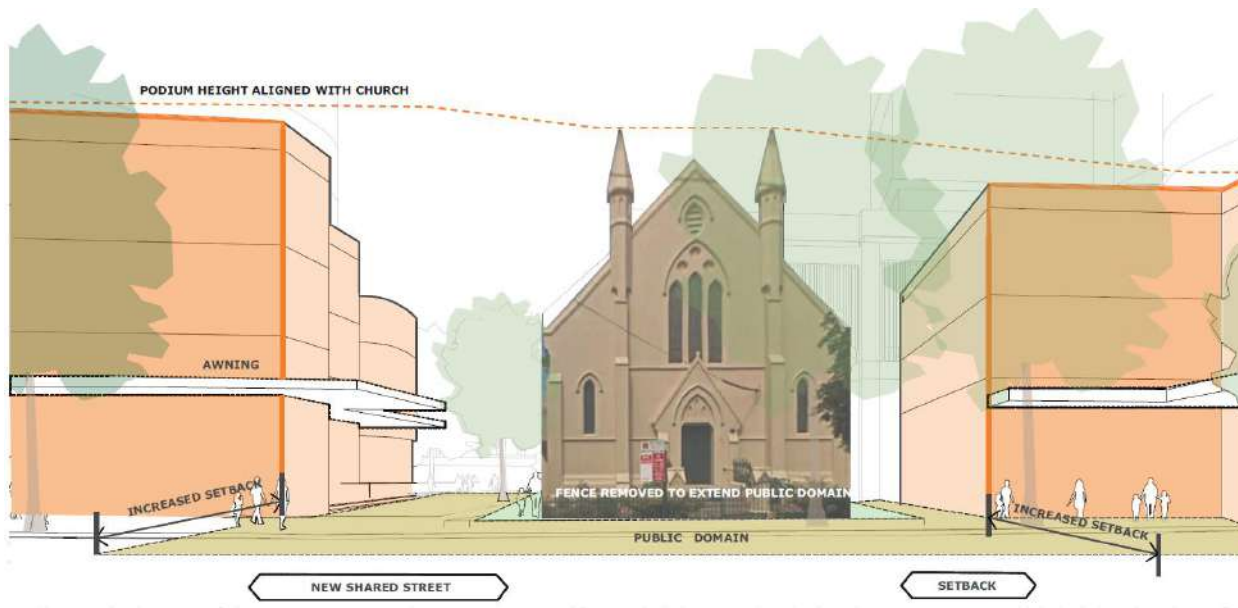 PODIUM HEIGHT ALIGNED WITH CHURCH
AWNING
INCREASED SETBACK
FENCE REMOVED TO EXTEND PUBLIC DOMAIN
INCREASED SETBACK
PUBLIC DOMAIN
NEW SHARED STREET
SETBACK